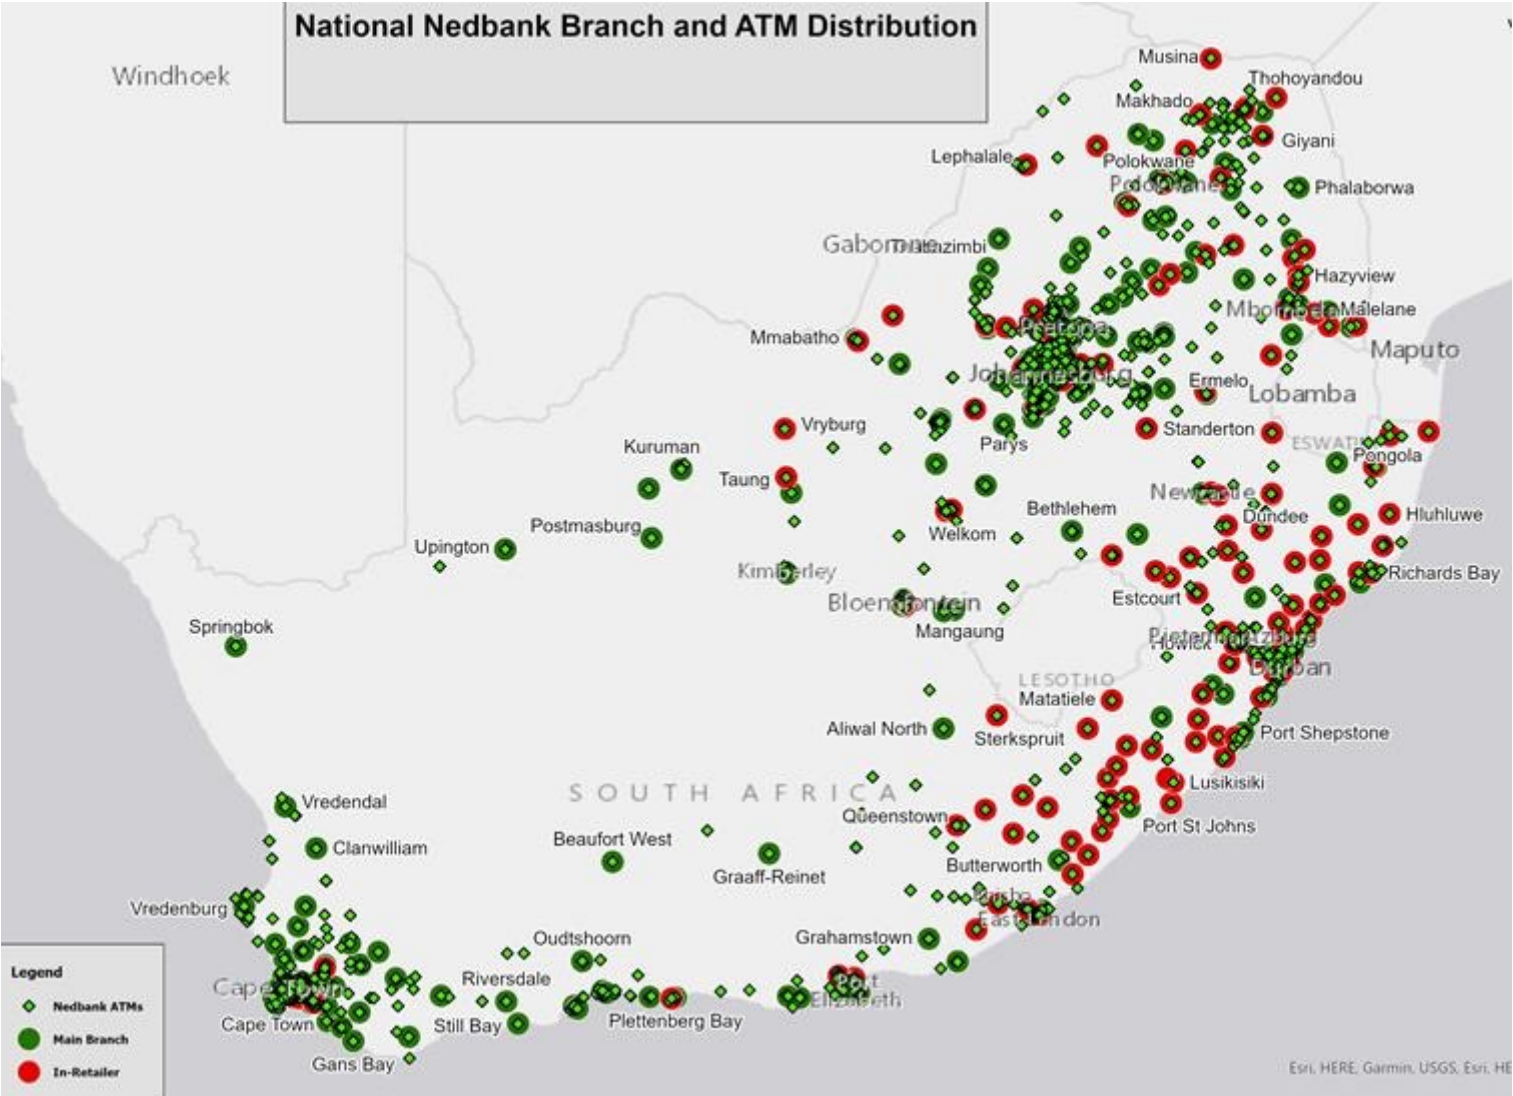 National Nedbank Branch and ATM Distribution
Windhoek
Musina
Thohoyandou
Makhado
Giyani
Lephalale
Polokwane
Polokwane
Phalaborwa
Gaborone
Thabazimbi
Hazyview
Mbombela
Malelane
Pretoria
Mmabatho
Maputo
Johannesburg
Ermelo
Lobamba
Vryburg
Standerton
Parys
ESWATI
Kuruman
Pongola
Taung
Newcastle
Bethlehem
Dundee
Hluhluwe
Postmasburg
Welkom
Upington
Kimberley
Richards Bay
Estcourt
Bloemfontein
Mangaung
Springbok
Pietermaritzburg
Howick
Durban
LESOTHO
Matatiele
Aliwal North
Sterkspruit
Port Shepstone
SOUTH AFRICA
Lusikisiki
Vredendal
Queenstown
Port St Johns
Beaufort West
Clanwilliam
Graaff-Reinet
Butterworth
Bhisho
Vredenburg
East London
Oudtshoorn
Grahamstown
Riversdale
Port
Elizabeth
Cape Town
Cape Town
Still Bay
Plettenberg Bay
Gans Bay
Legend
Nedbank ATMs
Main Branch
In-Retailer
Esri, HERE, Garmin, USGS, Esri, HE